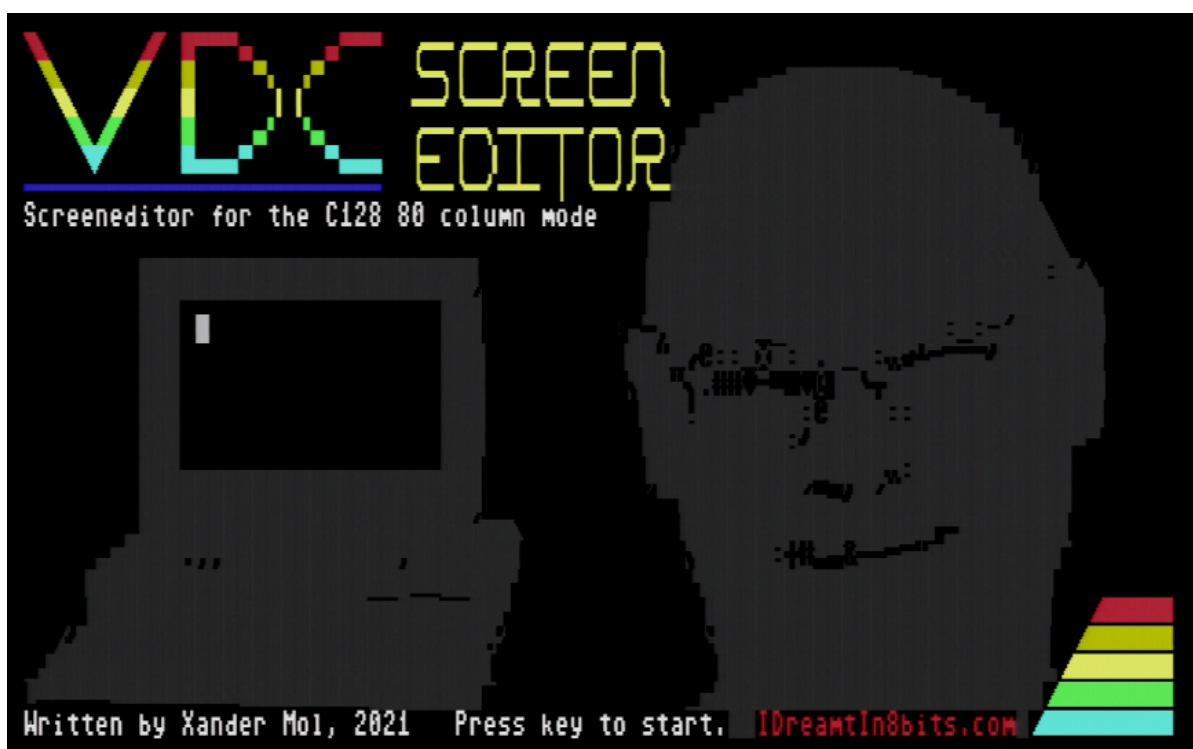 VDC SCREEN
EDITOR
Screeneditor for the C128 80 column mode
Written by Xander Mol, 2021 Press key to start. IDreamtIn8bits.com